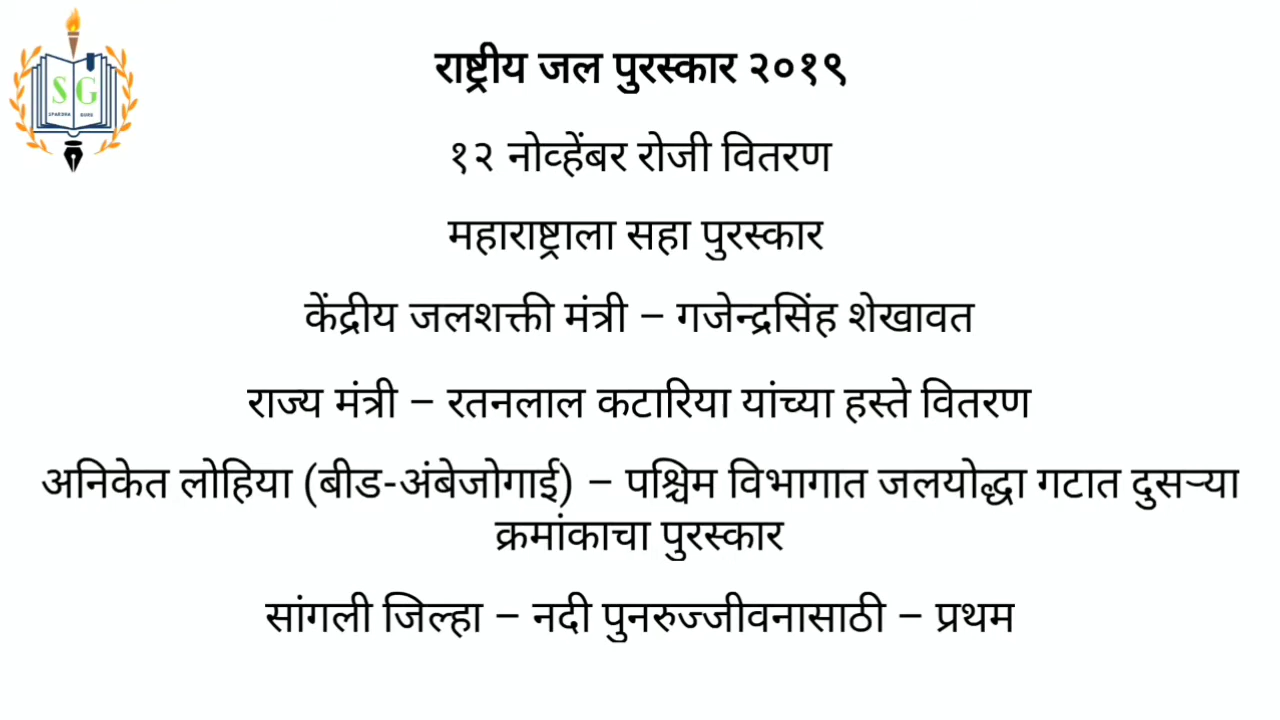 SG
राष्ट्रीय जल पुरस्कार २०१९
१२ नोव्हेंबर रोजी वितरण
महाराष्ट्राला सहा पुरस्कार
केंद्रीय जलशक्ती मंत्री – गजेन्द्रसिंह शेखावत
राज्य मंत्री – रतनलाल कटारिया यांच्या हस्ते वितरण
अनिकेत लोहिया (बीड-अंबेजोगाई) – पश्चिम विभागात जलयोद्धा गटात दुसऱ्या
क्रमांकाचा पुरस्कार
सांगली जिल्हा – नदी पुनरुज्जीवनासाठी – प्रथम